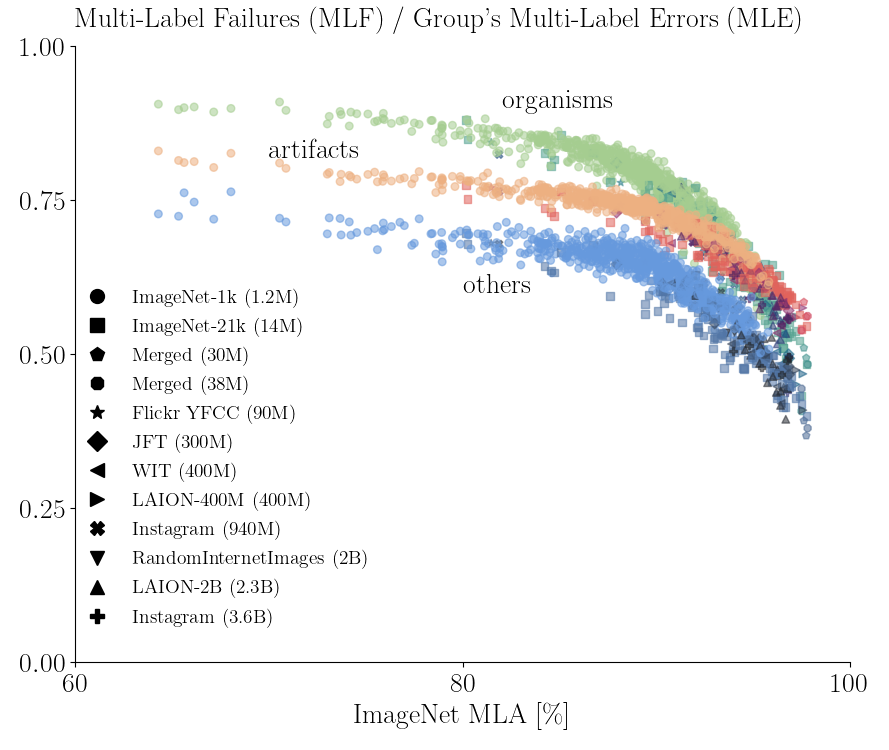 Multi-Label Failures (MLF) / Group's Multi-Label Errors (MLE)
1.00
organisms
artifacts
0.75
others
ImageNet-1k (1.2M)
ImageNet-21k (14M)
0.50
Merged (30M)
Merged (38M)
Flickr YFCC (90M)
JFT (300M)
WIT (400M)
LAION-400M (400M)
0.25
Instagram (940M)
RandomInternetImages (2B)
LAION-2B (2.3B)
Instagram (3.6B)
0.00
60
80
100
ImageNet MLA [%]